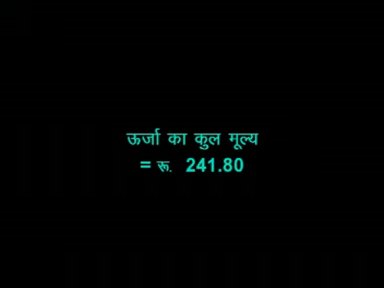 ऊर्जा का कुल मूल्य
= रू. 241.80